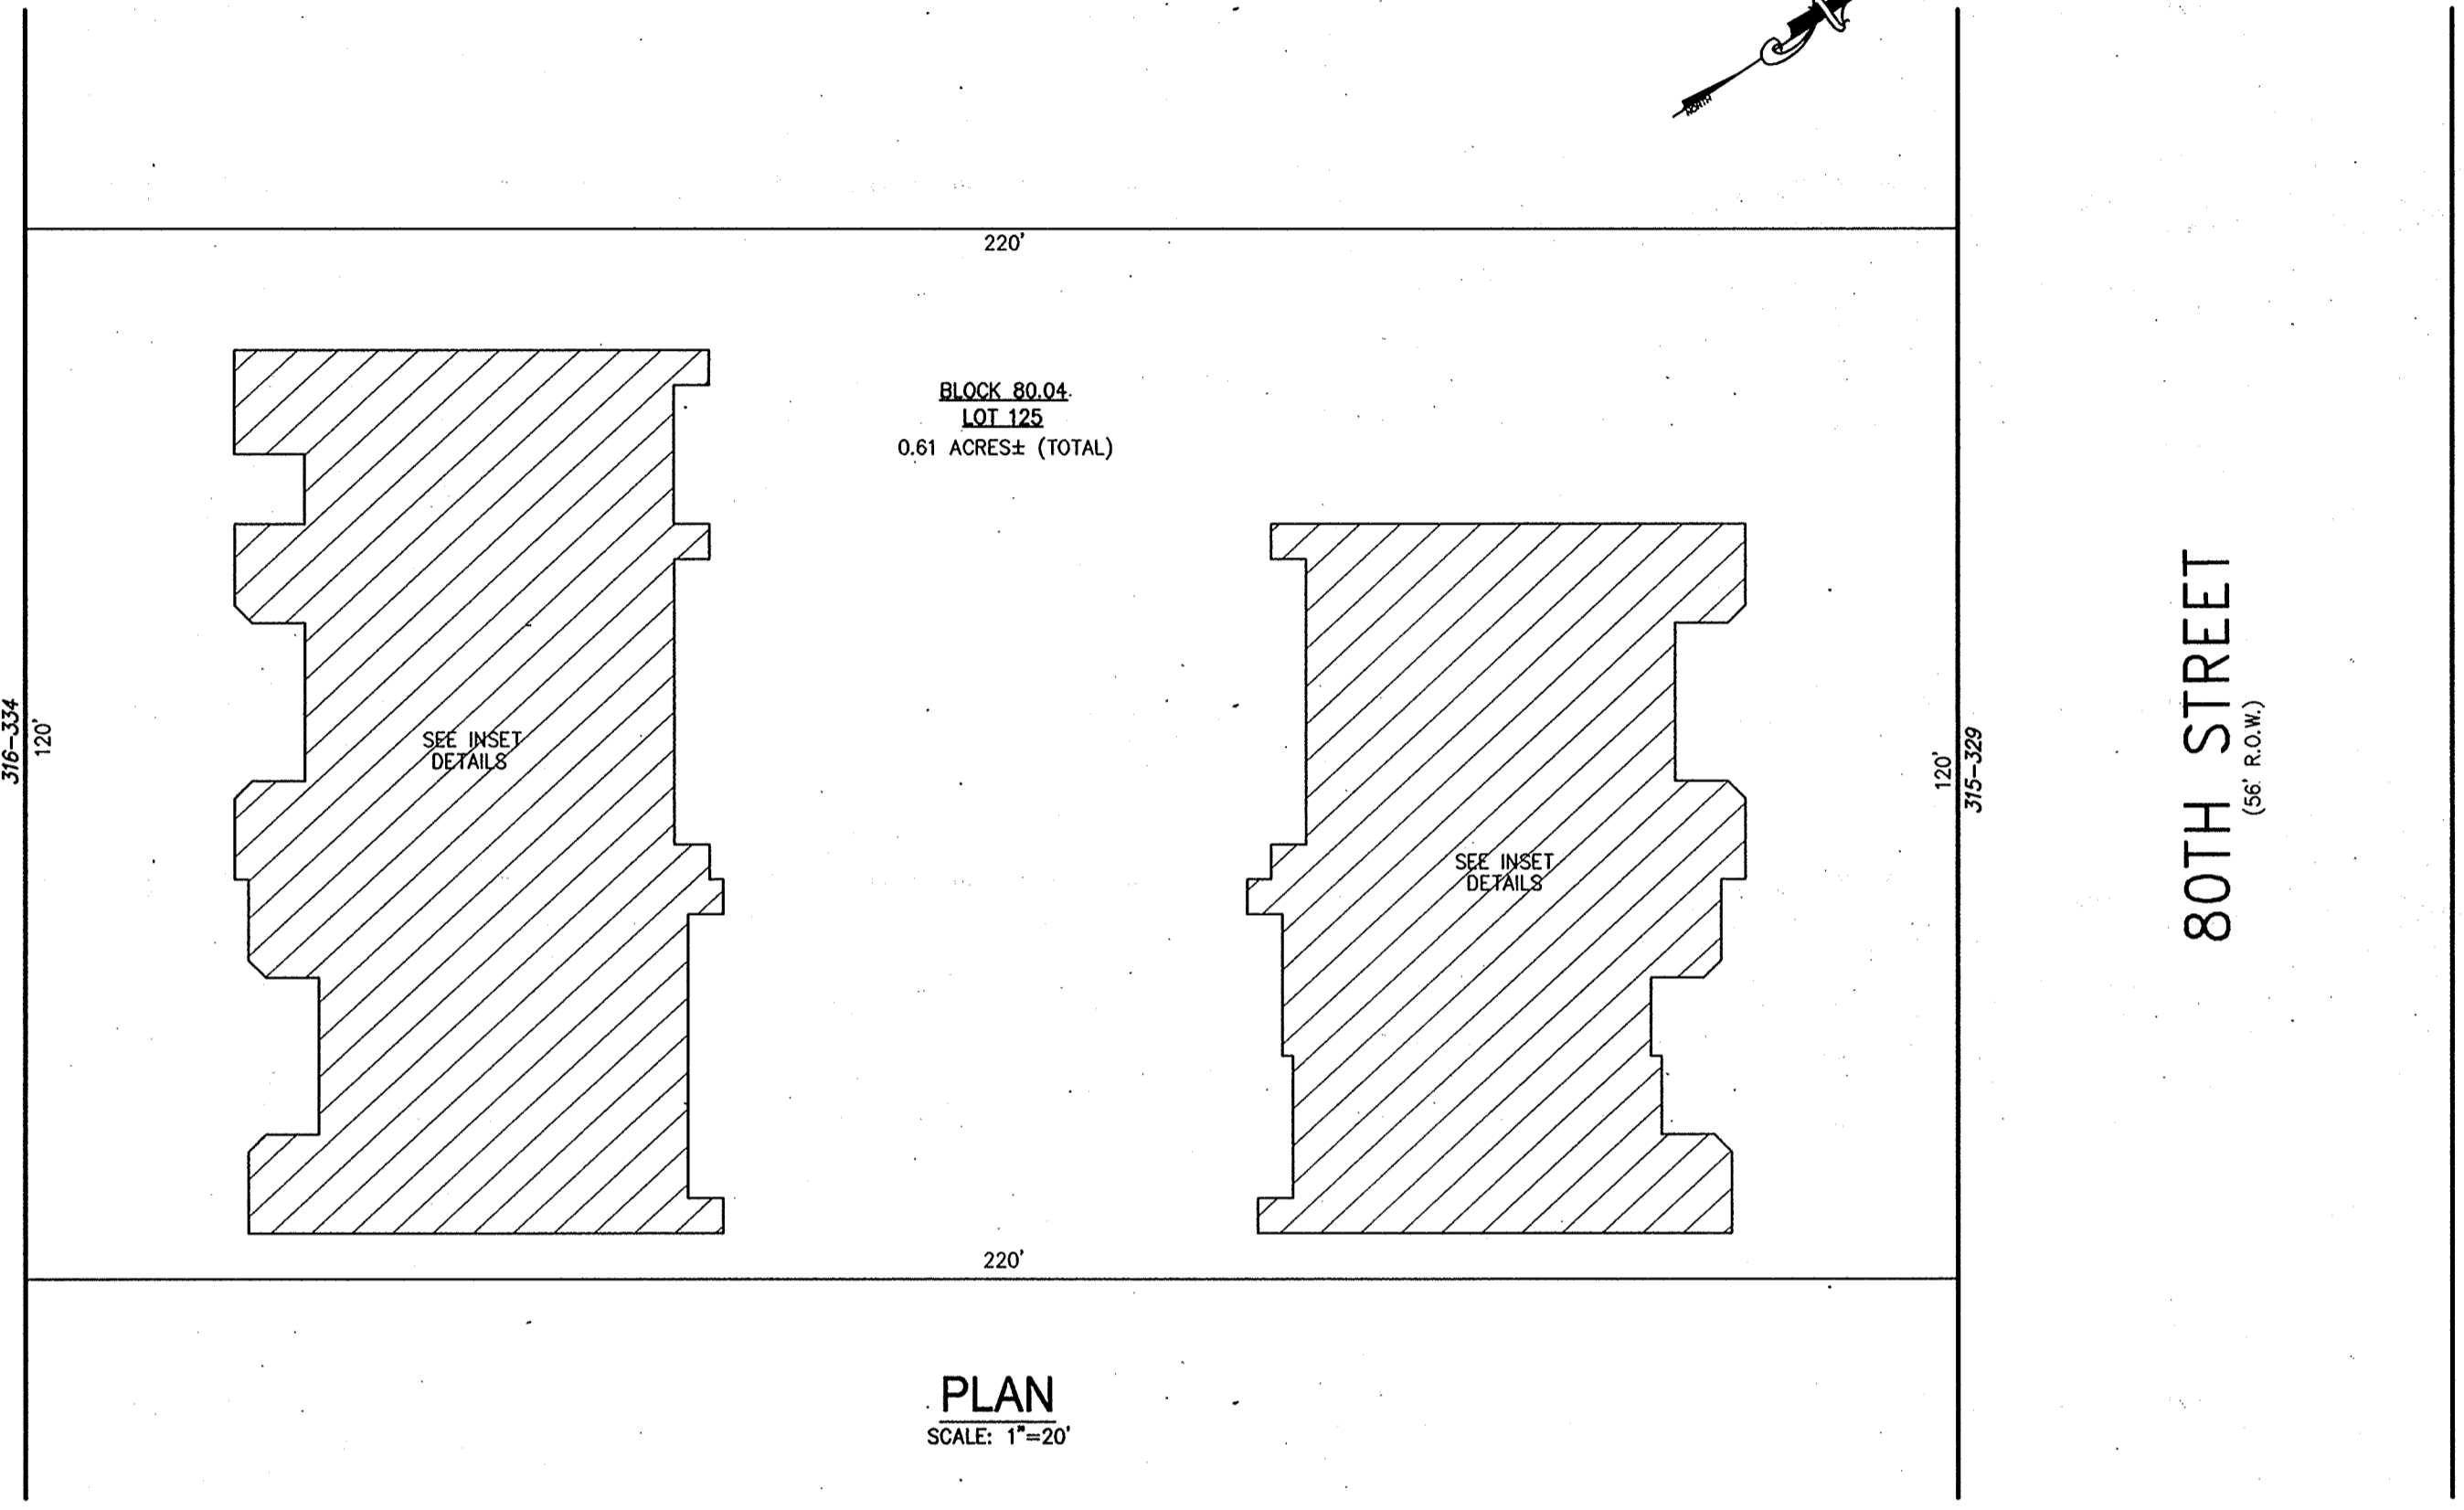 NORTH
220'
BLOCK 80.04
LOT 125
0.61 ACRES± (TOTAL)
316-334
120'
SEE INSET
DETAILS
SEE INSET
DETAILS
120'
315-329
80TH STREET
(56' R.O.W.)
220'
PLAN
SCALE: 1"=20'